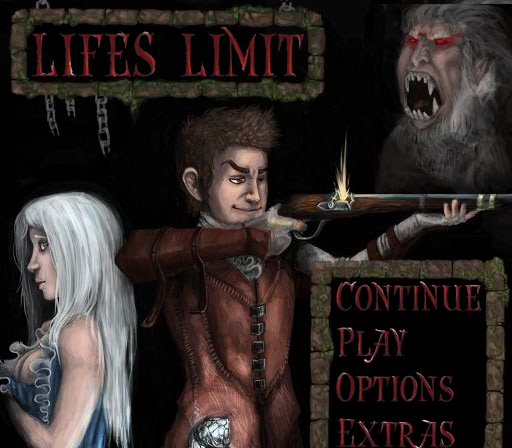 LIFES LIMIT
CONTINUE
PLAY
OPTIONS
EXTRAS